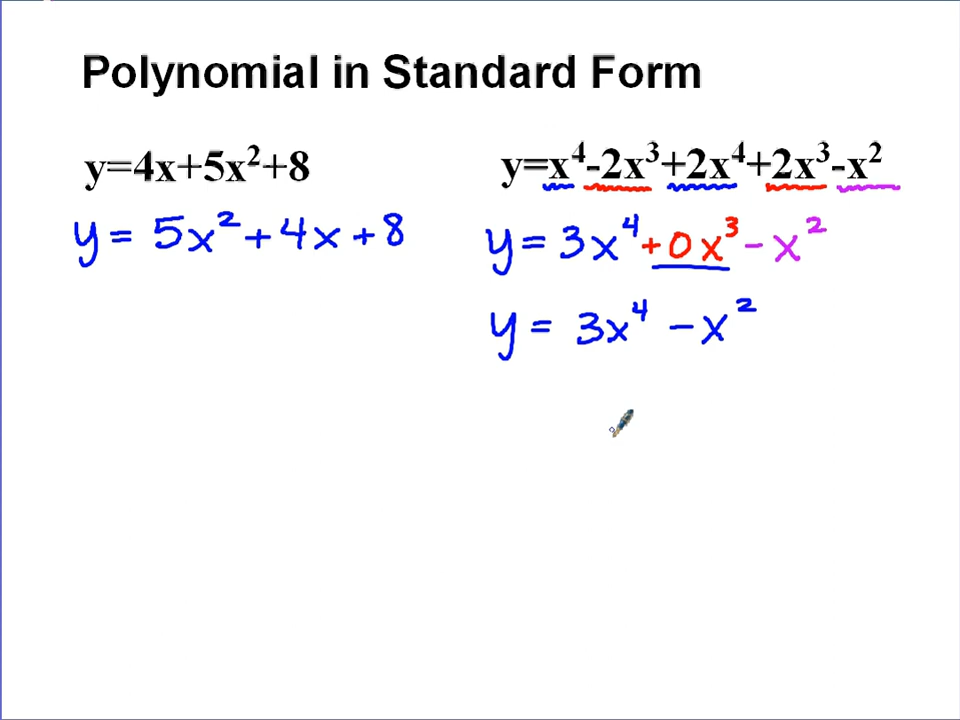 Polynomial in Standard Form
y=4x+5x²+8
y = 5x² + 4x + 8
y=x⁴-2x³+2x⁴+2x³-x²
y = 3x⁴ + 0x³ - x²
y = 3x⁴ - x²